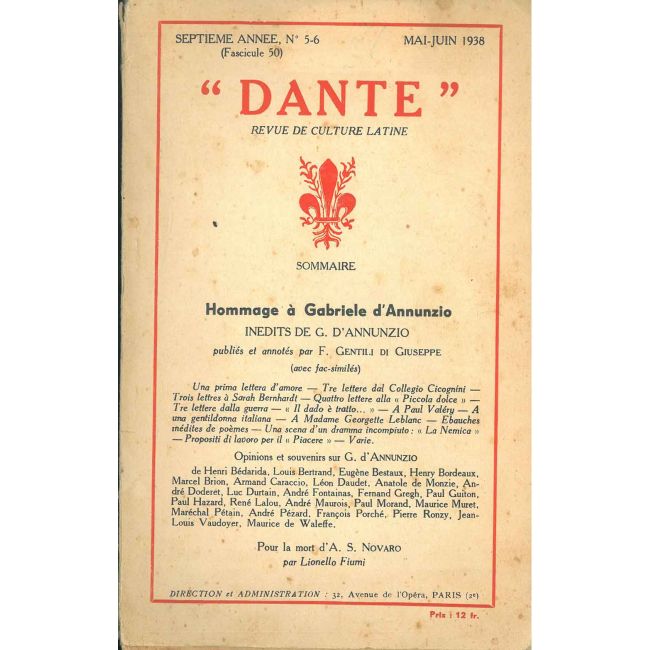 SEPTIEME ANNEE, N° 5-6
MAI-JUIN 1938
(Fascicule 50)
“ DANTE ”
REVUE DE CULTURE LATINE
SOMMAIRE
Hommage à Gabriele d'Annunzio
INEDITS DE G. D'ANNUNZIO
publiés et annotés par F. GENTILI DI GIUSEPPE
(avec fac-similés)
Una prima lettera d'amore — Tre lettere dal Collegio Cicognini —
Trois lettres à Sarah Bernhardt — Quattro lettere alla « Piccola dolce » —
Tre lettere dalla guerra — « Il dado è tratto... » — A Paul Valéry — A
una gentildonna italiana — A Madame Georgette Leblanc — Ebauches
inédites de poèmes — Una scena d'un dramma incompiuto : « La Nemica »
— Propositi di lavoro per il « Piacere » — Varie.
Opinions et souvenirs sur G. D'ANNUNZIO
de Henri Bédarida, Louis Bertrand, Eugène Bestaux, Henry Bordeaux,
Marcel Brion, Armand Caraccio, Léon Daudet, Anatole de Monzie, An-
dré Doderet, Luc Durtain, André Fontainas, Fernand Gregh, Paul Guiton,
Paul Hazard, René Lalou, André Maurois, Paul Morand, Maurice Muret,
Maréchal Pétain, André Pézard, François Porché, Pierre Ronzy, Jean-
Louis Vaudoyer, Maurice de Waleffe.
Pour la mort d'A. S. NOVARO
par Lionello Fiumi
DIRECTION et ADMINISTRATION : 32, Avenue de l'Opéra, PARIS (2e)
Prix : 12 fr.